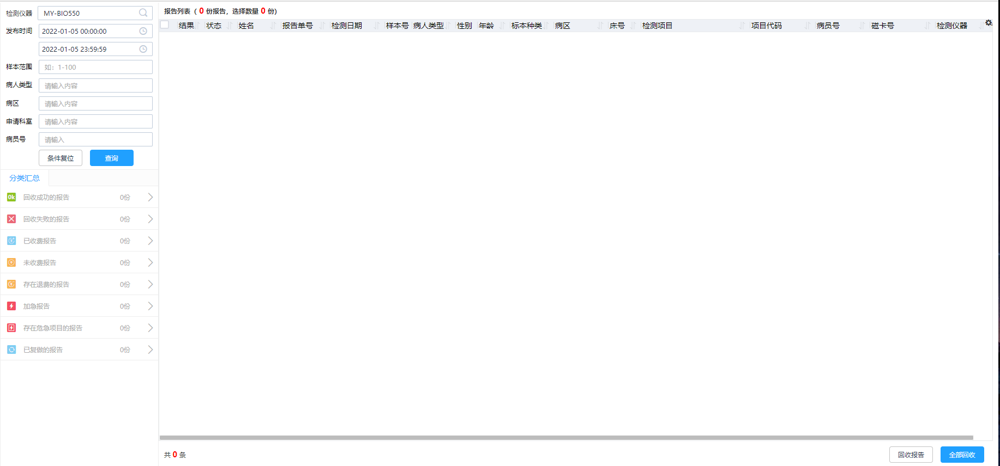 检测仪器 MY-BIO550
发布时间 2022-01-05 00:00:00
2022-01-05 23:59:59
样本范围 如：1-100
病人类型 请输入内容
病区 请输入内容
申请科室 请输入内容
病员号 请输入
条件复位 查询
分类汇总
Ok 回收成功的报告 0份
回收失败的报告 0份
已收费报告 0份
未收费报告 0份
存在退费的报告 0份
加急报告 0份
存在危急项目的报告 0份
已复做的报告 0份
报告列表（ 0 份报告，选择数量 0 份)
结果 状态 姓名 报告单号 检测日期 样本号 病人类型 性别 年龄 标本种类 病区 床号 检测项目 项目代码 病员号 磁卡号 检测仪器
共 0 条
回收报告 全部回收